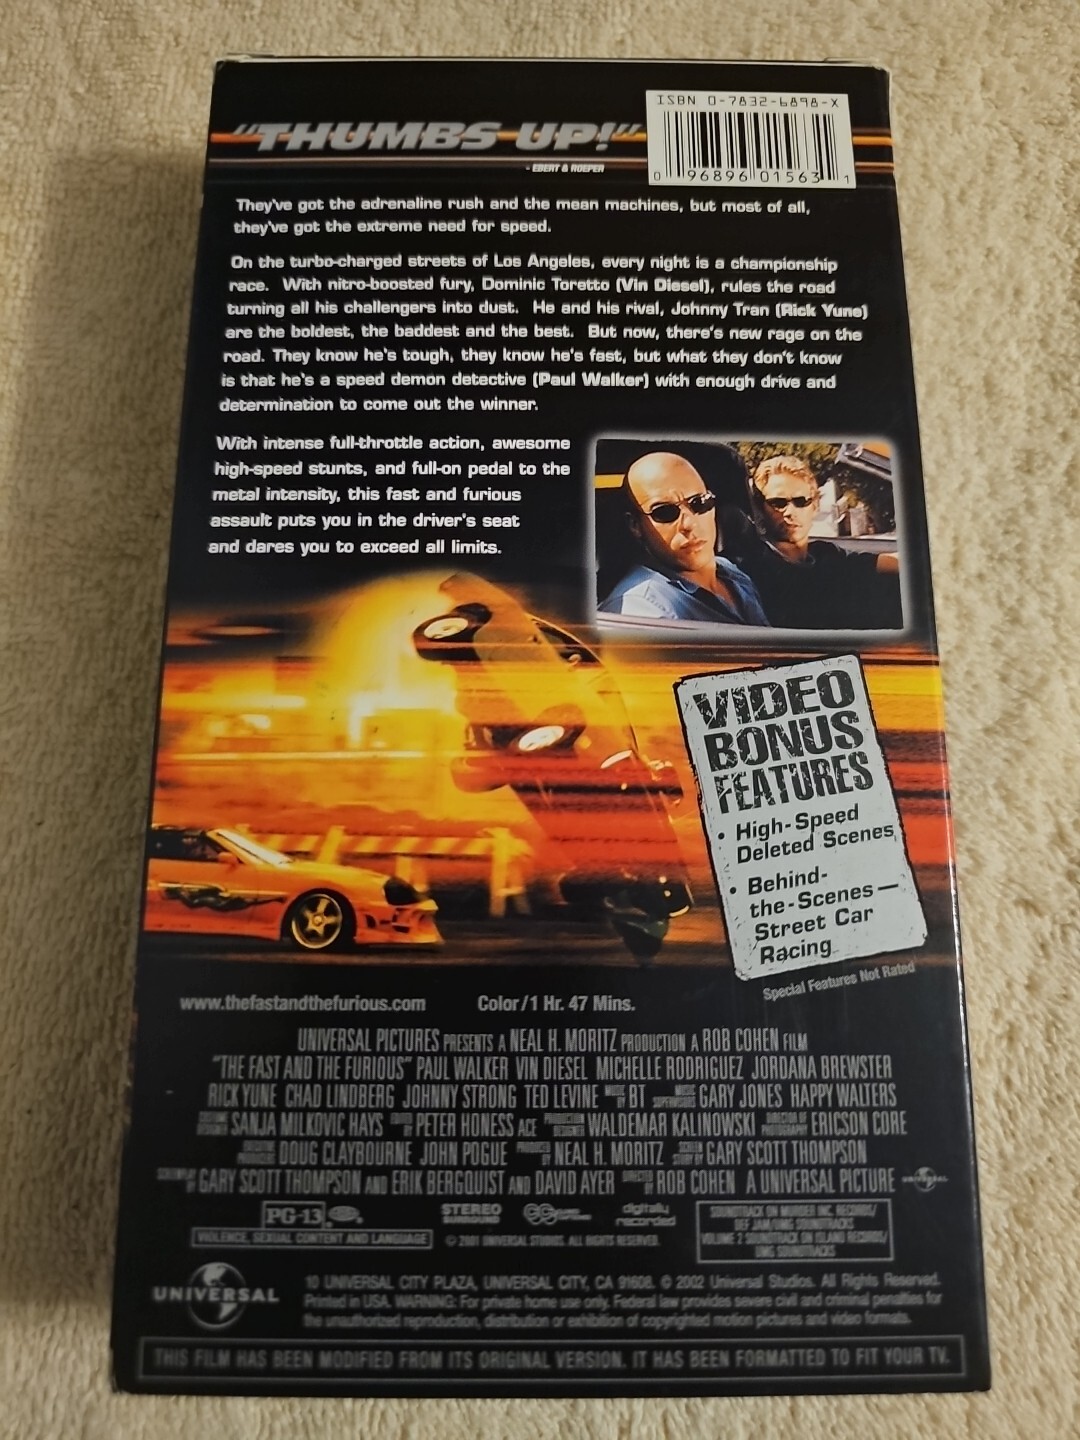 ISBN 0-7832-6898-X
"THUMBS UP!"
- EBERT & ROEPER
0 96896 01563 1
They've got the adrenaline rush and the mean machines, but most of all,
they've got the extreme need for speed.
On the turbo-charged streets of Los Angeles, every night is a championship
race. With nitro-boosted fury, Dominic Toretto (Vin Diesel), rules the road
turning all his challengers into dust. He and his rival, Johnny Tran (Rick Yune)
are the boldest, the baddest and the best. But now, there's new rage on the
road. They know he's tough, they know he's fast, but what they don't know
is that he's a speed demon detective (Paul Walker) with enough drive and
determination to come out the winner.
With intense full-throttle action, awesome
high-speed stunts, and full-on pedal to the
metal intensity, this fast and furious
assault puts you in the driver's seat
and dares you to exceed all limits.
VIDEO
BONUS
FEATURES
• High-Speed
Deleted Scenes
• Behind-
the-Scenes—
Street Car
Racing
Special Features Not Rated
www.thefastandthefurious.com Color/1 Hr. 47 Mins.
UNIVERSAL PICTURES PRESENTS A NEAL H. MORITZ PRODUCTION A ROB COHEN FILM
"THE FAST AND THE FURIOUS" PAUL WALKER VIN DIESEL MICHELLE RODRIGUEZ JORDANA BREWSTER
RICK YUNE CHAD LINDBERG JOHNNY STRONG TED LEVINE MUSIC BY BT MUSIC SUPERVISORS GARY JONES HAPPY WALTERS
COSTUME DESIGNER SANJA MILKOVIC HAYS EDITED BY PETER HONESS ACE PRODUCTION DESIGNER WALDEMAR KALINOWSKI DIRECTOR OF PHOTOGRAPHY ERICSON CORE
EXECUTIVE PRODUCERS DOUG CLAYBOURNE JOHN POGUE PRODUCED BY NEAL H. MORITZ SCREEN STORY BY GARY SCOTT THOMPSON
SCREENPLAY BY GARY SCOTT THOMPSON AND ERIK BERGQUIST AND DAVID AYER DIRECTED BY ROB COHEN A UNIVERSAL PICTURE
PG-13 STEREO SURROUND digitally recorded
VIOLENCE, SEXUAL CONTENT AND LANGUAGE
© 2001 UNIVERSAL STUDIOS. ALL RIGHTS RESERVED.
SOUNDTRACK ON MURDER INC. RECORDS/
DEF JAM/UMG SOUNDTRACKS
VOLUME 2 SOUNDTRACK ON ISLAND RECORDS/
UMG SOUNDTRACKS
UNIVERSAL
10 UNIVERSAL CITY PLAZA, UNIVERSAL CITY, CA 91608. © 2002 Universal Studios. All Rights Reserved.
Printed in USA. WARNING: For private home use only. Federal law provides severe civil and criminal penalties for
the unauthorized reproduction, distribution or exhibition of copyrighted motion pictures and video formats.
THIS FILM HAS BEEN MODIFIED FROM ITS ORIGINAL VERSION. IT HAS BEEN FORMATTED TO FIT YOUR TV.